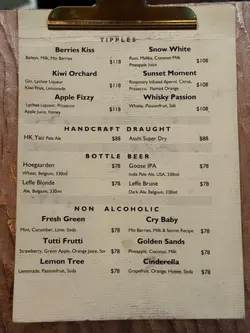 TIPPLES
Berries Kiss
Baileys, Milk, Mix Berries $118
Snow White
Rum, Malibu, Coconut Milk $108
Pineapple Juice
Kiwi Orchard
Gin, Lychee Liqueur $118
Kiwi Fruit, Lemonade
Sunset Moment
Rosemary Infused Aperol, Citrus, $108
Prosecco, Named Orange
Apple Fizzy
Lychee Liqueur, Prosecco $118
Apple Juice, Honey
Whisky Passion
Whisky, Passionfruit, Salt $108
HANDCRAFT DRAUGHT
HK Yau Pale Ale $88
Asahi Super Dry $88
BOTTLE BEER
Hoegaarden $78
Wheat, Belgium, 330ml
Goose IPA $78
India Pale Ale, USA, 330ml
Leffe Blonde $78
Ale, Belgium, 330ml
Leffe Brune $78
Dark Ale, Belgium, 330ml
NON ALCOHOLIC
Fresh Green $78
Mint, Cucumber, Lime, Soda
Cry Baby $78
Mix Berries, Milk & Secret Recipe
Tutti Frutti $78
Strawberry, Green Apple, Orange Juice, Soda
Golden Sands $78
Pineapple, Coconut, Milk
Lemon Tree $78
Lemonade, Passionfruit, Soda
Cinderella $78
Grapefruit, Orange, Honey, Soda